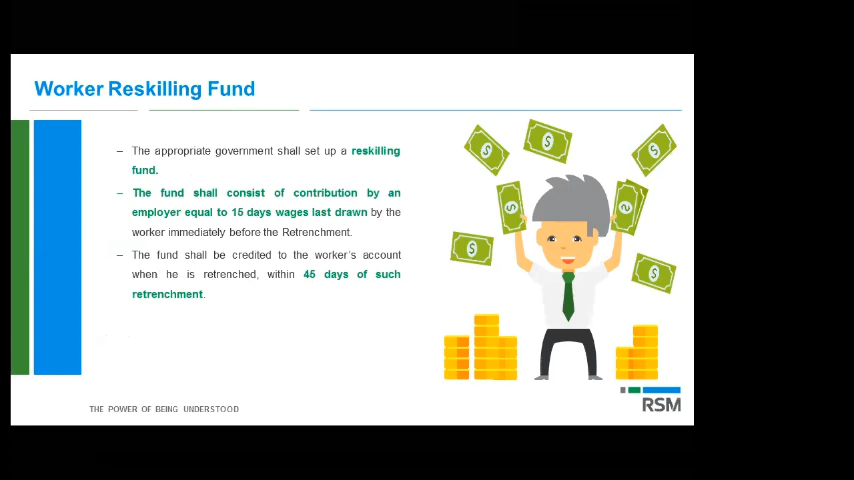 Worker Reskilling Fund
– The appropriate government shall set up a reskilling
fund.
– The fund shall consist of contribution by an
employer equal to 15 days wages last drawn by the
worker immediately before the Retrenchment.
– The fund shall be credited to the worker's account
when he is retrenched, within 45 days of such
retrenchment.
THE POWER OF BEING UNDERSTOOD
RSM